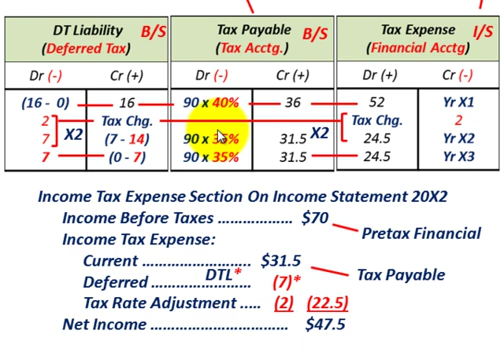 DT Liability B/S Tax Payable B/S Tax Expense I/S
(Deferred Tax) (Tax Acctg.) (Financial Acctg)
Dr (-) Cr (+) Dr (-) Cr (+) Dr (+) Cr (-)
(16 - 0) 16 90 x 40% 36 52 Yr X1
2 Tax Chg. Tax Chg. 2
7 X2 (7 - 14) 90 x 35% 31.5 X2 24.5 Yr X2
7 (0 - 7) 90 x 35% 31.5 24.5 Yr X3
Income Tax Expense Section On Income Statement 20X2
Income Before Taxes ................ $70
Pretax Financial
Income Tax Expense:
Current ......................... $31.5
Tax Payable
Deferred ....................... DTL* (7)*
Tax Rate Adjustment ..... (2) (22.5)
Net Income ................................ $47.5